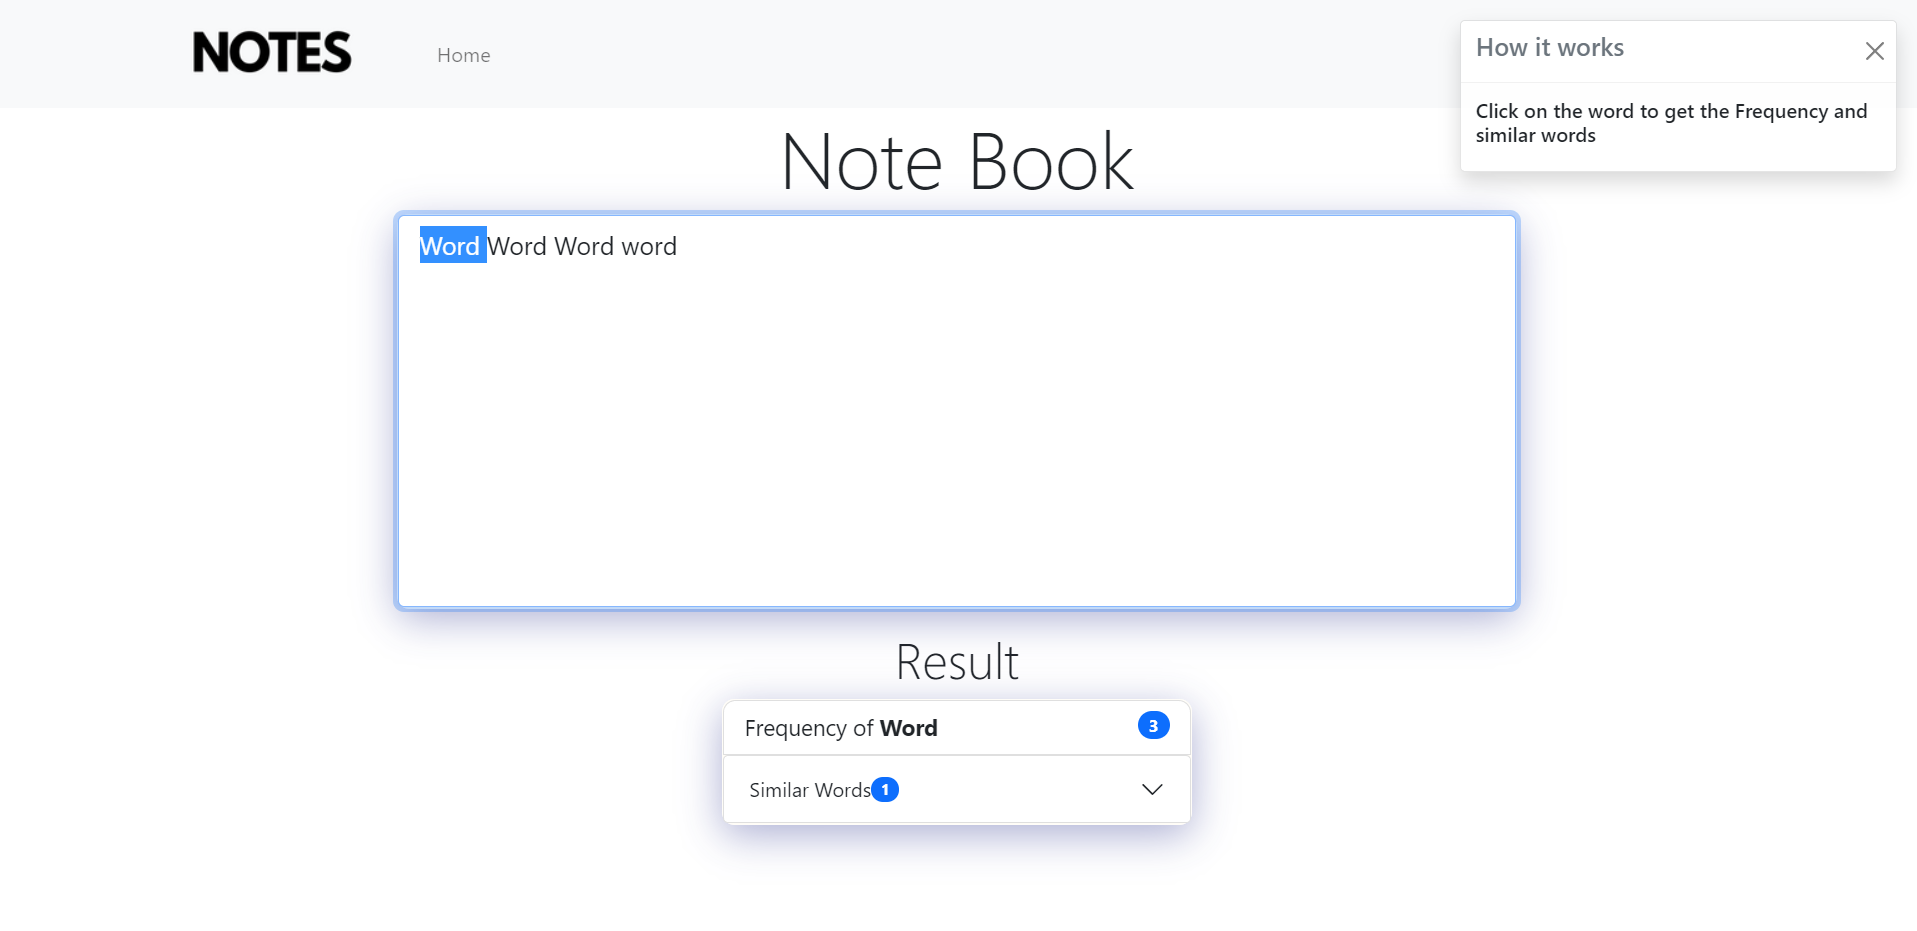 NOTES
Home
How it works
Click on the word to get the Frequency and
similar words
Note Book
Word Word Word word
Result
Frequency of Word 3
Similar Words 1